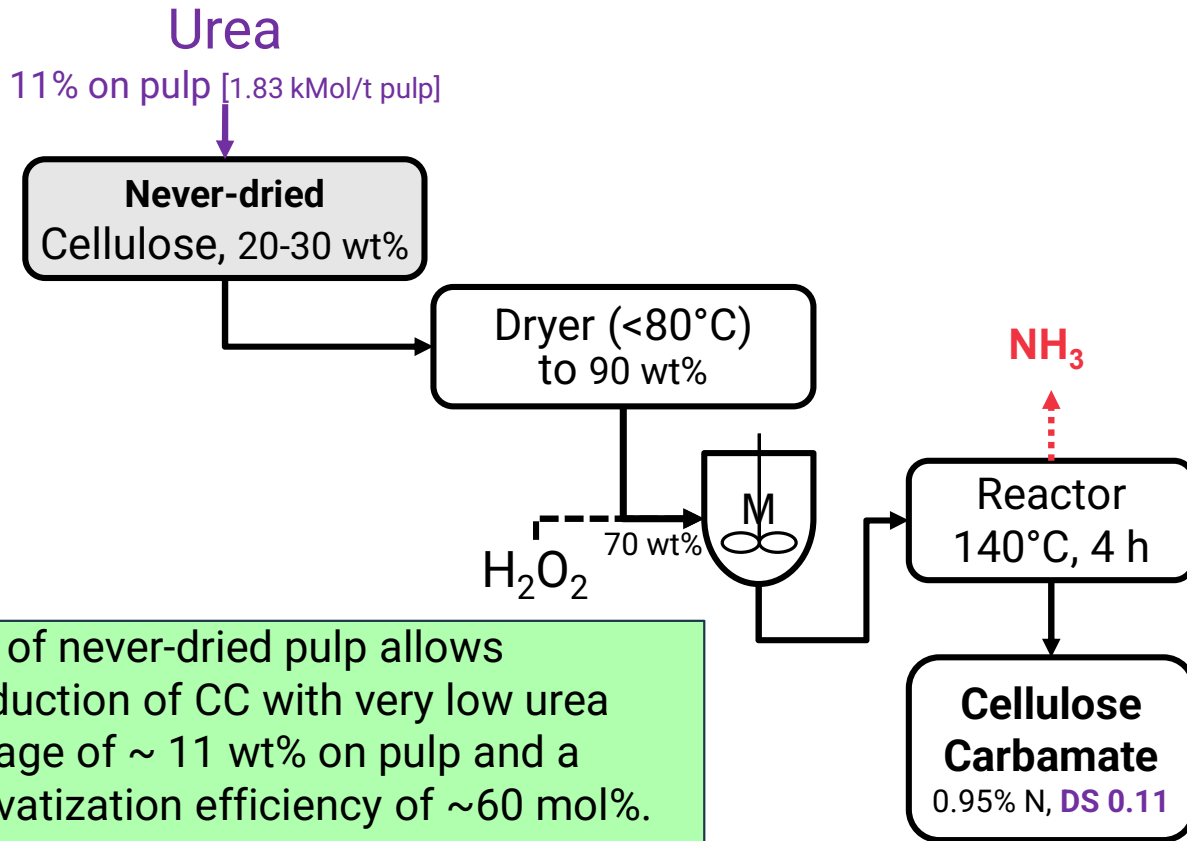 Urea
11% on pulp [1.83 kMol/t pulp]
Never-dried
Cellulose, 20-30 wt%
Dryer (<80°C)
to 90 wt%
NH₃
M
70 wt%
H₂O₂
Reactor
140°C, 4 h
of never-dried pulp allows
duction of CC with very low urea
age of ~ 11 wt% on pulp and a
vatization efficiency of ~60 mol%.
Cellulose
Carbamate
0.95% N, DS 0.11